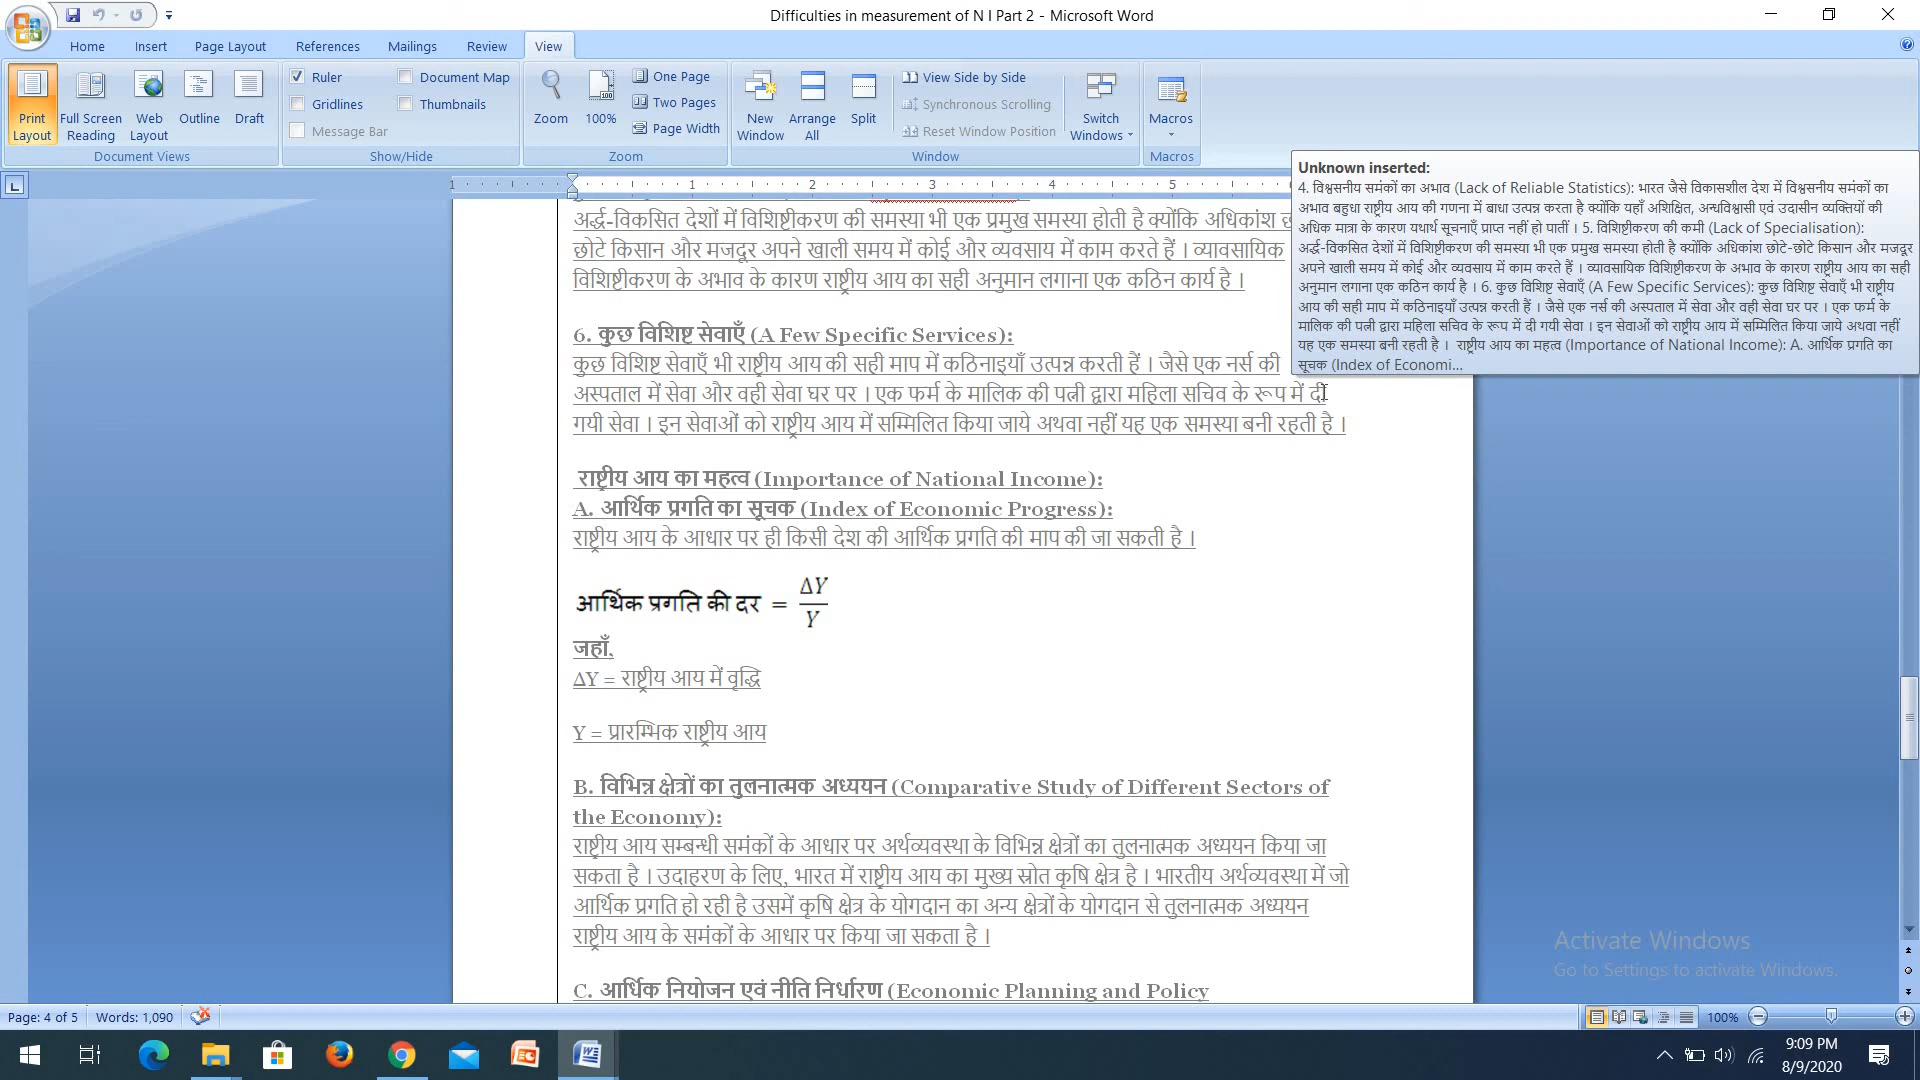 Difficulties in measurement of N I Part 2 - Microsoft Word
Home Insert Page Layout References Mailings Review View
Ruler Document Map One Page View Side by Side
Gridlines Thumbnails Two Pages Synchronous Scrolling
Message Bar Page Width Reset Window Position
Print Layout Full Screen Reading Web Layout Outline Draft Zoom 100% New Window Arrange All Split Switch Windows Macros
Document Views Show/Hide Zoom Window Macros
1 1 2 3 4 5
Unknown inserted:
4. विश्वसनीय समंकों का अभाव (Lack of Reliable Statistics): भारत जैसे विकासशील देश में विश्वसनीय समंकों का
अभाव बहुधा राष्ट्रीय आय की गणना में बाधा उत्पन्न करता है क्योंकि यहाँ अशिक्षित, अन्धविश्वासी एवं उदासीन व्यक्तियों की
अधिक मात्रा के कारण यथार्थ सूचनाएँ प्राप्त नहीं हो पातीं । 5. विशिष्टीकरण की कमी (Lack of Specialisation):
अर्द्ध-विकसित देशों में विशिष्टीकरण की समस्या भी एक प्रमुख समस्या होती है क्योंकि अधिकांश छोटे-छोटे किसान और मजदूर
अपने खाली समय में कोई और व्यवसाय में काम करते हैं । व्यावसायिक विशिष्टीकरण के अभाव के कारण राष्ट्रीय आय का सही
अनुमान लगाना एक कठिन कार्य है । 6. कुछ विशिष्ट सेवाएँ (A Few Specific Services): कुछ विशिष्ट सेवाएँ भी राष्ट्रीय
आय की सही माप में कठिनाइयाँ उत्पन्न करती हैं । जैसे एक नर्स की अस्पताल में सेवा और वही सेवा घर पर । एक फर्म के
मालिक की पत्नी द्वारा महिला सचिव के रूप में दी गयी सेवा । इन सेवाओं को राष्ट्रीय आय में सम्मिलित किया जाये अथवा नहीं
यह एक समस्या बनी रहती है । राष्ट्रीय आय का महत्व (Importance of National Income): A. आर्थिक प्रगति का
सूचक (Index of Economi...
अर्द्ध-विकसित देशों में विशिष्टीकरण की समस्या भी एक प्रमुख समस्या होती है क्योंकि अधिकांश
छोटे किसान और मजदूर अपने खाली समय में कोई और व्यवसाय में काम करते हैं । व्यावसायिक
विशिष्टीकरण के अभाव के कारण राष्ट्रीय आय का सही अनुमान लगाना एक कठिन कार्य है ।
6. कुछ विशिष्ट सेवाएँ (A Few Specific Services):
कुछ विशिष्ट सेवाएँ भी राष्ट्रीय आय की सही माप में कठिनाइयाँ उत्पन्न करती हैं । जैसे एक नर्स की
अस्पताल में सेवा और वही सेवा घर पर । एक फर्म के मालिक की पत्नी द्वारा महिला सचिव के रूप में दी
गयी सेवा । इन सेवाओं को राष्ट्रीय आय में सम्मिलित किया जाये अथवा नहीं यह एक समस्या बनी रहती है ।
राष्ट्रीय आय का महत्व (Importance of National Income):
A. आर्थिक प्रगति का सूचक (Index of Economic Progress):
राष्ट्रीय आय के आधार पर ही किसी देश की आर्थिक प्रगति की माप की जा सकती है ।
आर्थिक प्रगति की दर = ΔY/Y
जहाँ,
ΔY = राष्ट्रीय आय में वृद्धि
Y = प्रारम्भिक राष्ट्रीय आय
B. विभिन्न क्षेत्रों का तुलनात्मक अध्ययन (Comparative Study of Different Sectors of
the Economy):
राष्ट्रीय आय सम्बन्धी समंकों के आधार पर अर्थव्यवस्था के विभिन्न क्षेत्रों का तुलनात्मक अध्ययन किया जा
सकता है । उदाहरण के लिए, भारत में राष्ट्रीय आय का मुख्य स्रोत कृषि क्षेत्र है । भारतीय अर्थव्यवस्था में जो
आर्थिक प्रगति हो रही है उसमें कृषि क्षेत्र के योगदान का अन्य क्षेत्रों के योगदान से तुलनात्मक अध्ययन
राष्ट्रीय आय के समंकों के आधार पर किया जा सकता है ।
C. आर्थिक नियोजन एवं नीति निर्धारण (Economic Planning and Policy
Activate Windows
Go to Settings to activate Windows.
Page: 4 of 5 Words: 1,090 100%
9:09 PM
8/9/2020